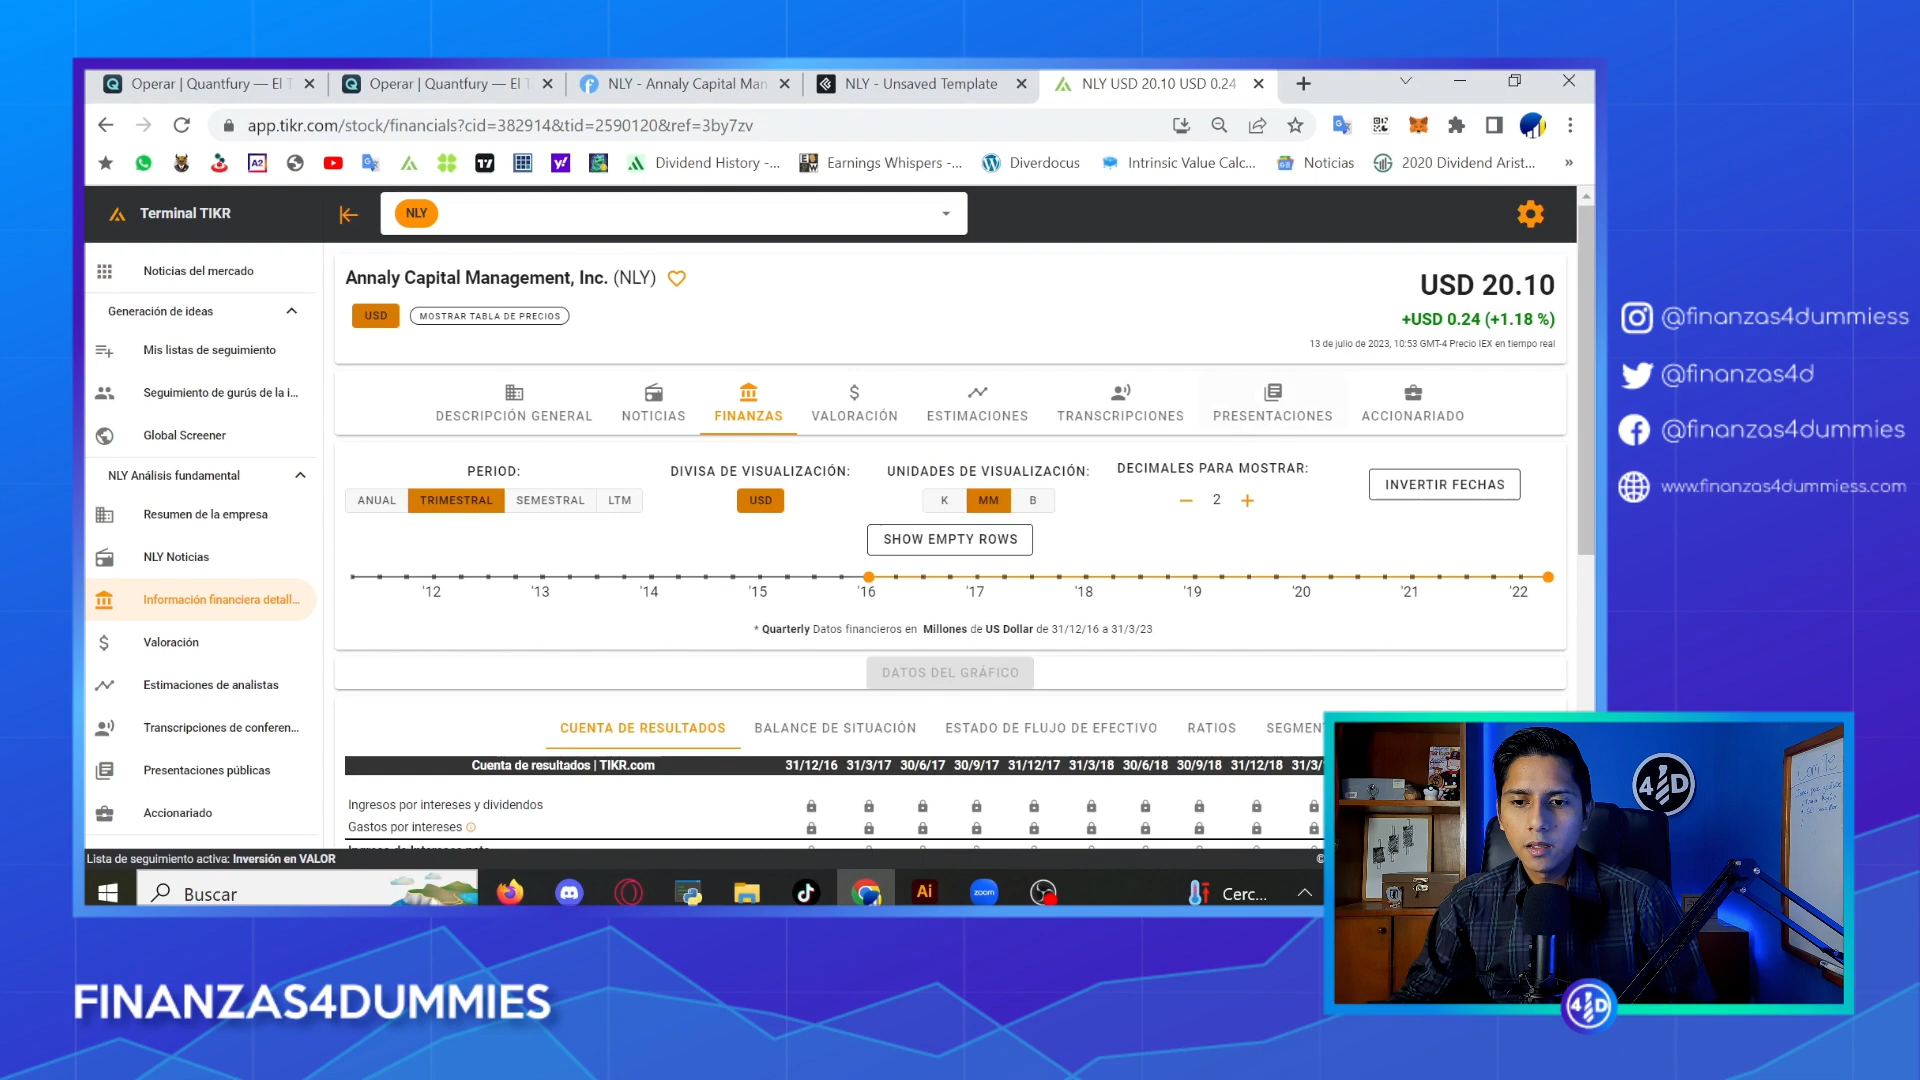 Operar | Quantfury — El T
Operar | Quantfury — El T
NLY - Annaly Capital Man
NLY - Unsaved Template
NLY USD 20.10 USD 0.24
app.tikr.com/stock/financials?cid=382914&tid=2590120&ref=3by7zv
A2
Dividend History -...
Earnings Whispers -...
Diverdocus
Intrinsic Value Calc...
Noticias
2020 Dividend Arist...
»
Terminal TIKR
NLY
Noticias del mercado
Generación de ideas
Mis listas de seguimiento
Seguimiento de gurús de la i...
Global Screener
NLY Análisis fundamental
Resumen de la empresa
NLY Noticias
Información financiera detall...
Valoración
Estimaciones de analistas
Transcripciones de conferen...
Presentaciones públicas
Accionariado
Annaly Capital Management, Inc. (NLY)
USD
MOSTRAR TABLA DE PRECIOS
USD 20.10
+USD 0.24 (+1.18 %)
13 de julio de 2023, 10:53 GMT-4 Precio IEX en tiempo real
DESCRIPCIÓN GENERAL
NOTICIAS
FINANZAS
VALORACIÓN
ESTIMACIONES
TRANSCRIPCIONES
PRESENTACIONES
ACCIONARIADO
PERIOD:
ANUAL TRIMESTRAL SEMESTRAL LTM
DIVISA DE VISUALIZACIÓN:
USD
UNIDADES DE VISUALIZACIÓN:
K MM B
DECIMALES PARA MOSTRAR:
− 2 +
INVERTIR FECHAS
SHOW EMPTY ROWS
'12 '13 '14 '15 '16 '17 '18 '19 '20 '21 '22
* Quarterly Datos financieros en Millones de US Dollar de 31/12/16 a 31/3/23
DATOS DEL GRÁFICO
CUENTA DE RESULTADOS BALANCE DE SITUACIÓN ESTADO DE FLUJO DE EFECTIVO RATIOS SEGMEN
Cuenta de resultados | TIKR.com 31/12/16 31/3/17 30/6/17 30/9/17 31/12/17 31/3/18 30/6/18 30/9/18 31/12/18 31/3/
Ingresos por intereses y dividendos
Gastos por intereses
Lista de seguimiento activa: Inversión en VALOR
Buscar
Ai
zoom
Cerc...
@finanzas4dummiess
@finanzas4d
@finanzas4dummies
www.finanzas4dummiess.com
4D
4D
FINANZAS4DUMMIES